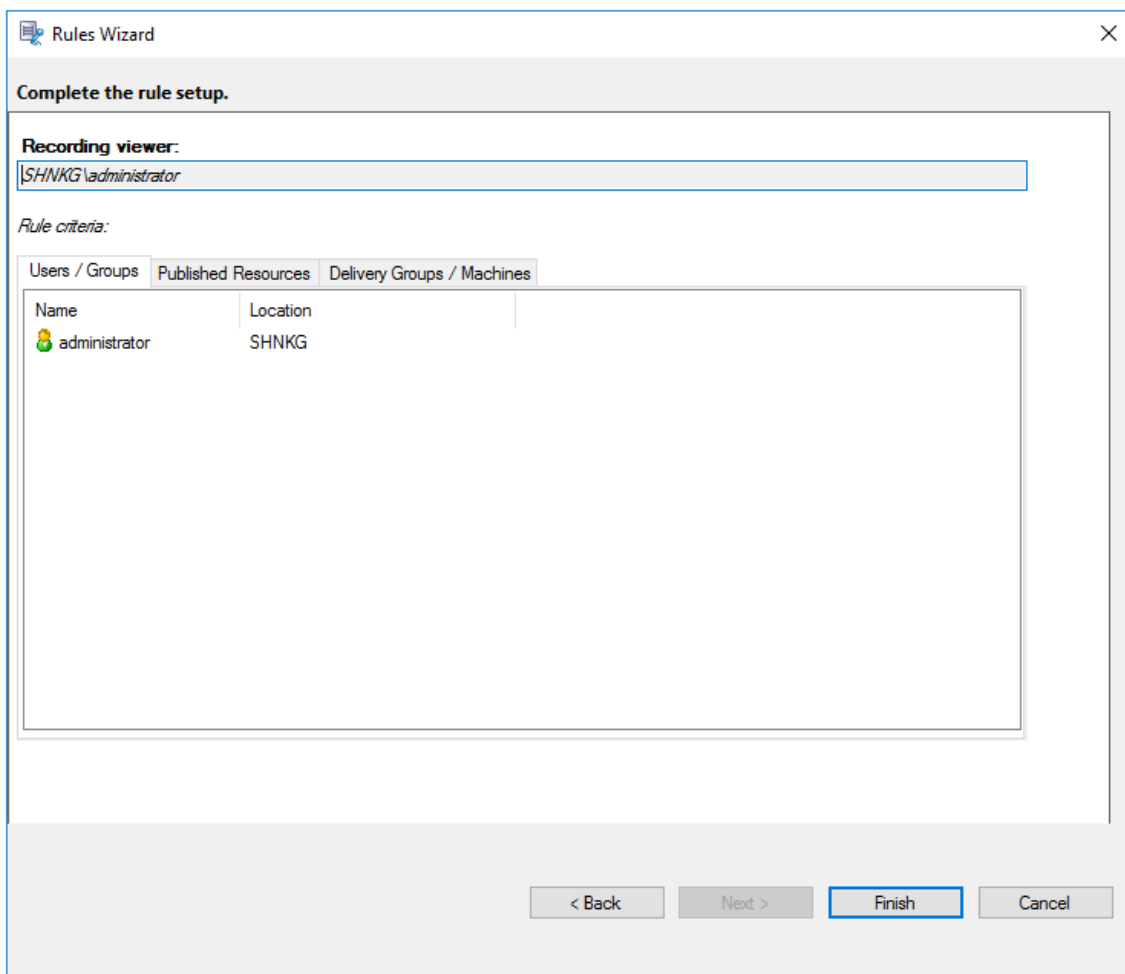 Rules Wizard
Complete the rule setup.
Recording viewer:
SHNKG\administrator
Rule criteria:
Users / Groups Published Resources Delivery Groups / Machines
Name Location
administrator SHNKG
< Back Next > Finish Cancel